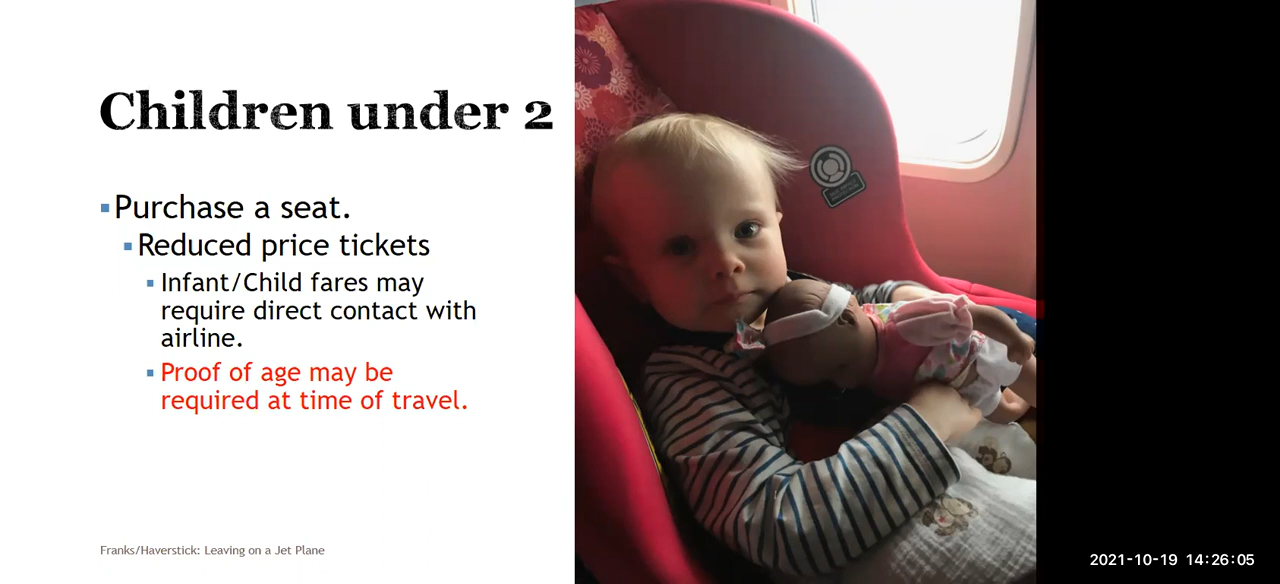 Children under 2
Purchase a seat.
Reduced price tickets
Infant/Child fares may
require direct contact with
airline.
Proof of age may be
required at time of travel.
Franks/Haverstick: Leaving on a Jet Plane
2021-10-19 14:26:05